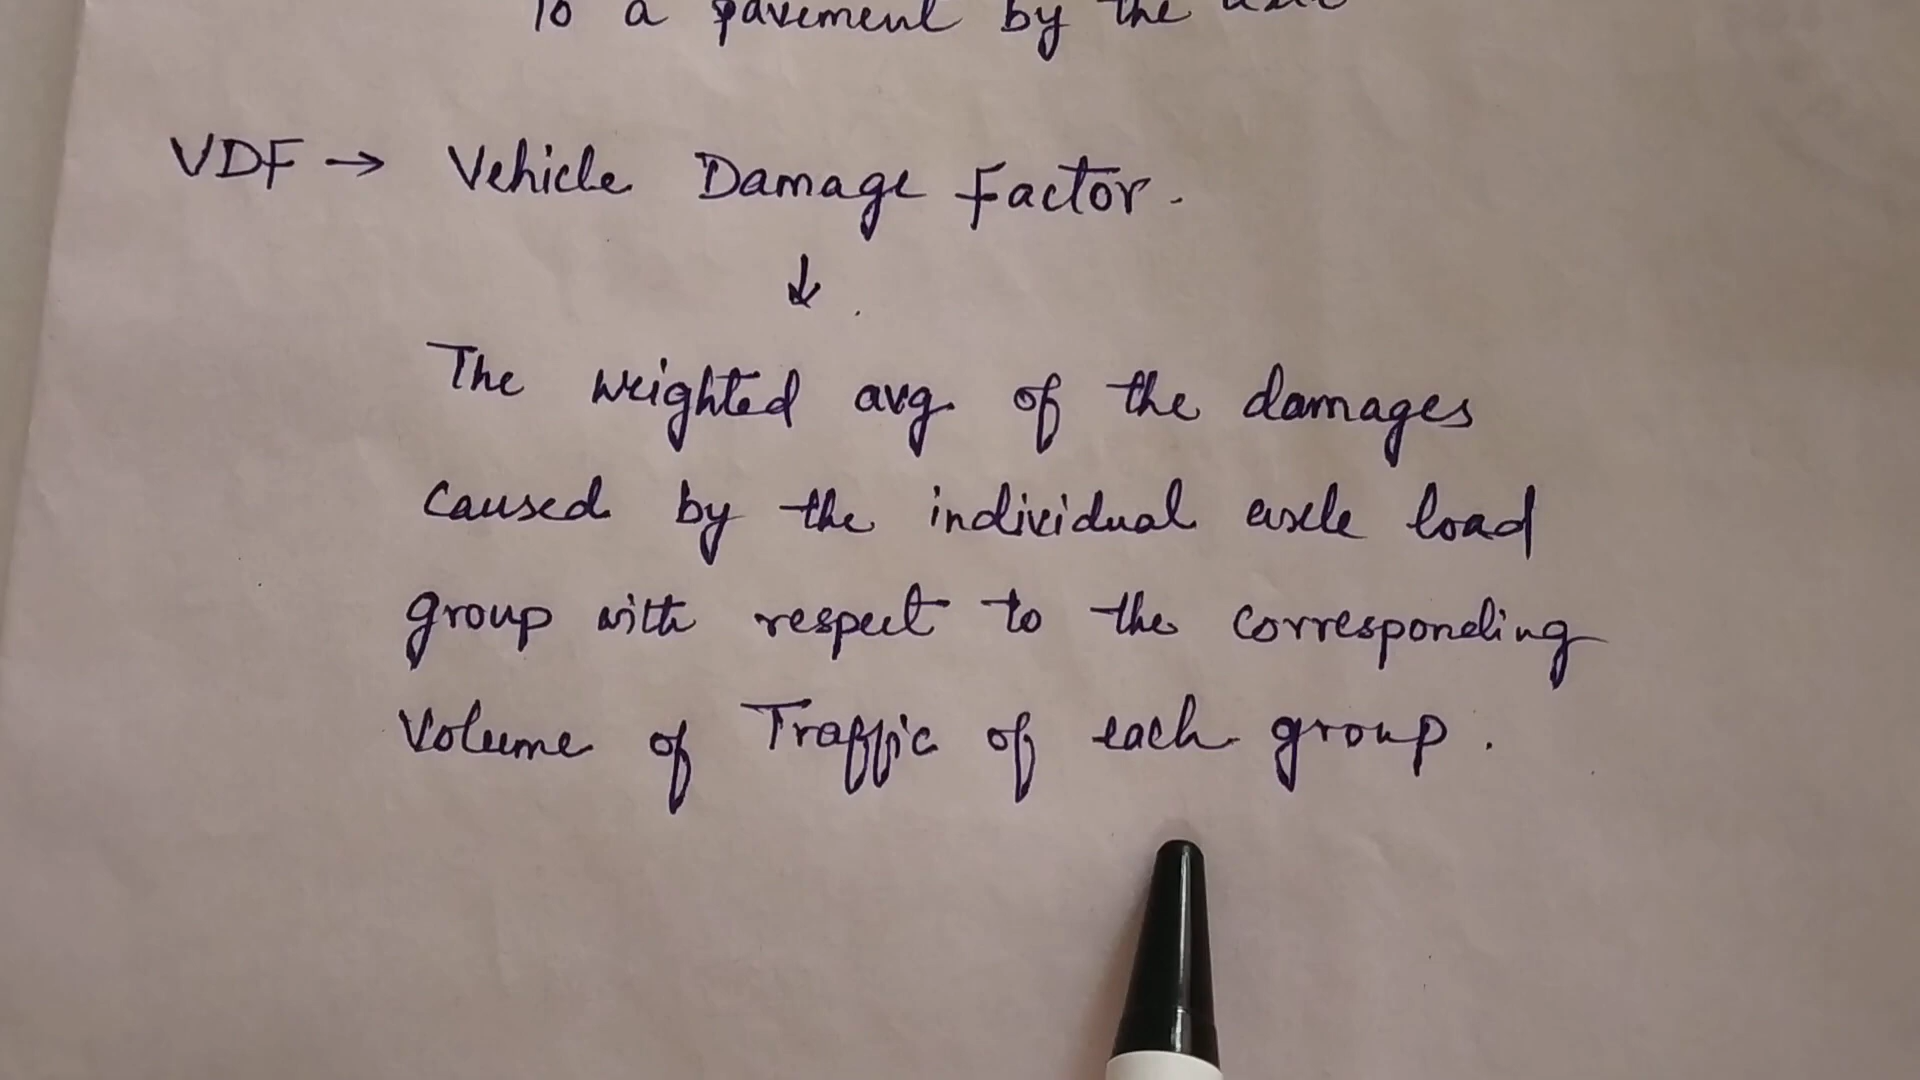 To a pavement by the
VDF → Vehicle Damage Factor.
↓
The weighted avg. of the damages
caused by the individual axle load
group with respect to the corresponding
Volume of Traffic of each group.